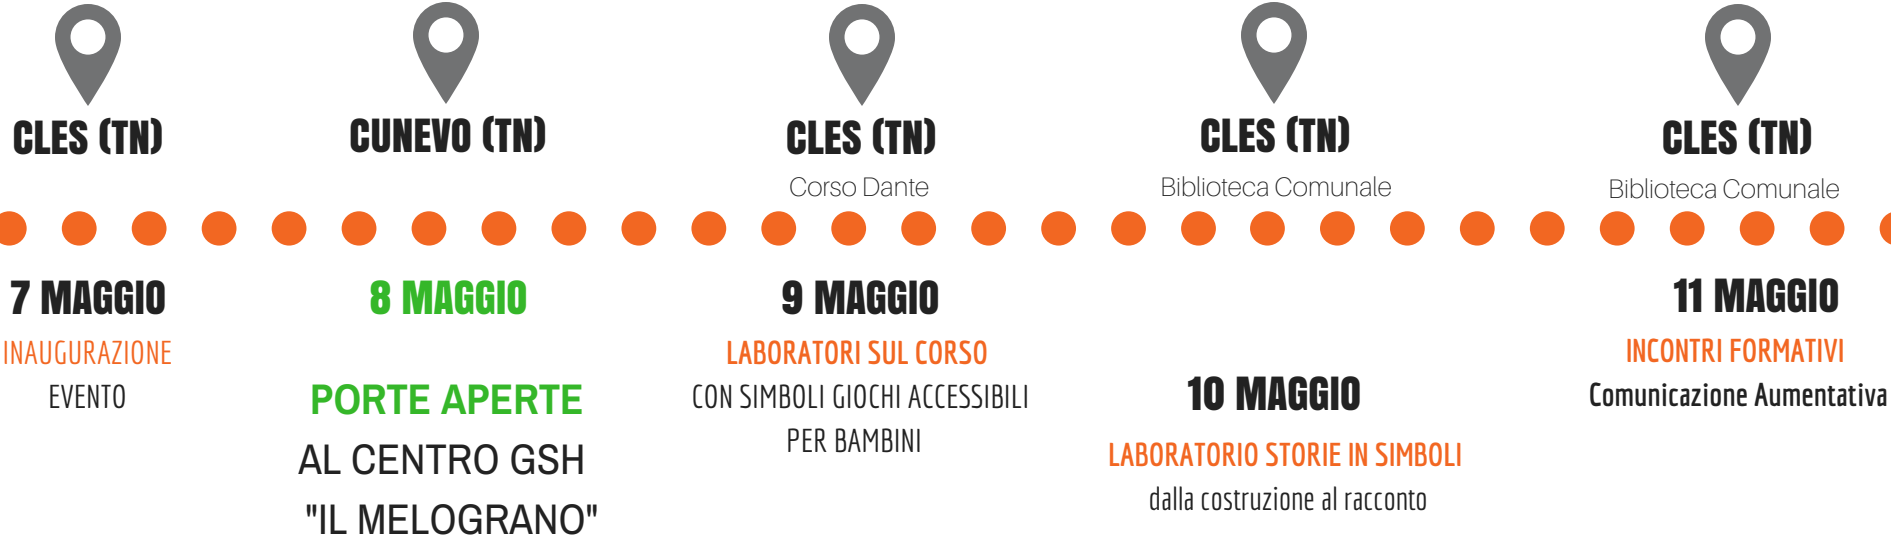 CLES (TN)
7 MAGGIO
INAUGURAZIONE
EVENTO
CUNEVO (TN)
8 MAGGIO
PORTE APERTE
AL CENTRO GSH
"IL MELOGRANO"
CLES (TN)
Corso Dante
9 MAGGIO
LABORATORI SUL CORSO
CON SIMBOLI GIOCHI ACCESSIBILI
PER BAMBINI
CLES (TN)
Biblioteca Comunale
10 MAGGIO
LABORATORIO STORIE IN SIMBOLI
dalla costruzione al racconto
CLES (TN)
Biblioteca Comunale
11 MAGGIO
INCONTRI FORMATIVI
Comunicazione Aumentativa